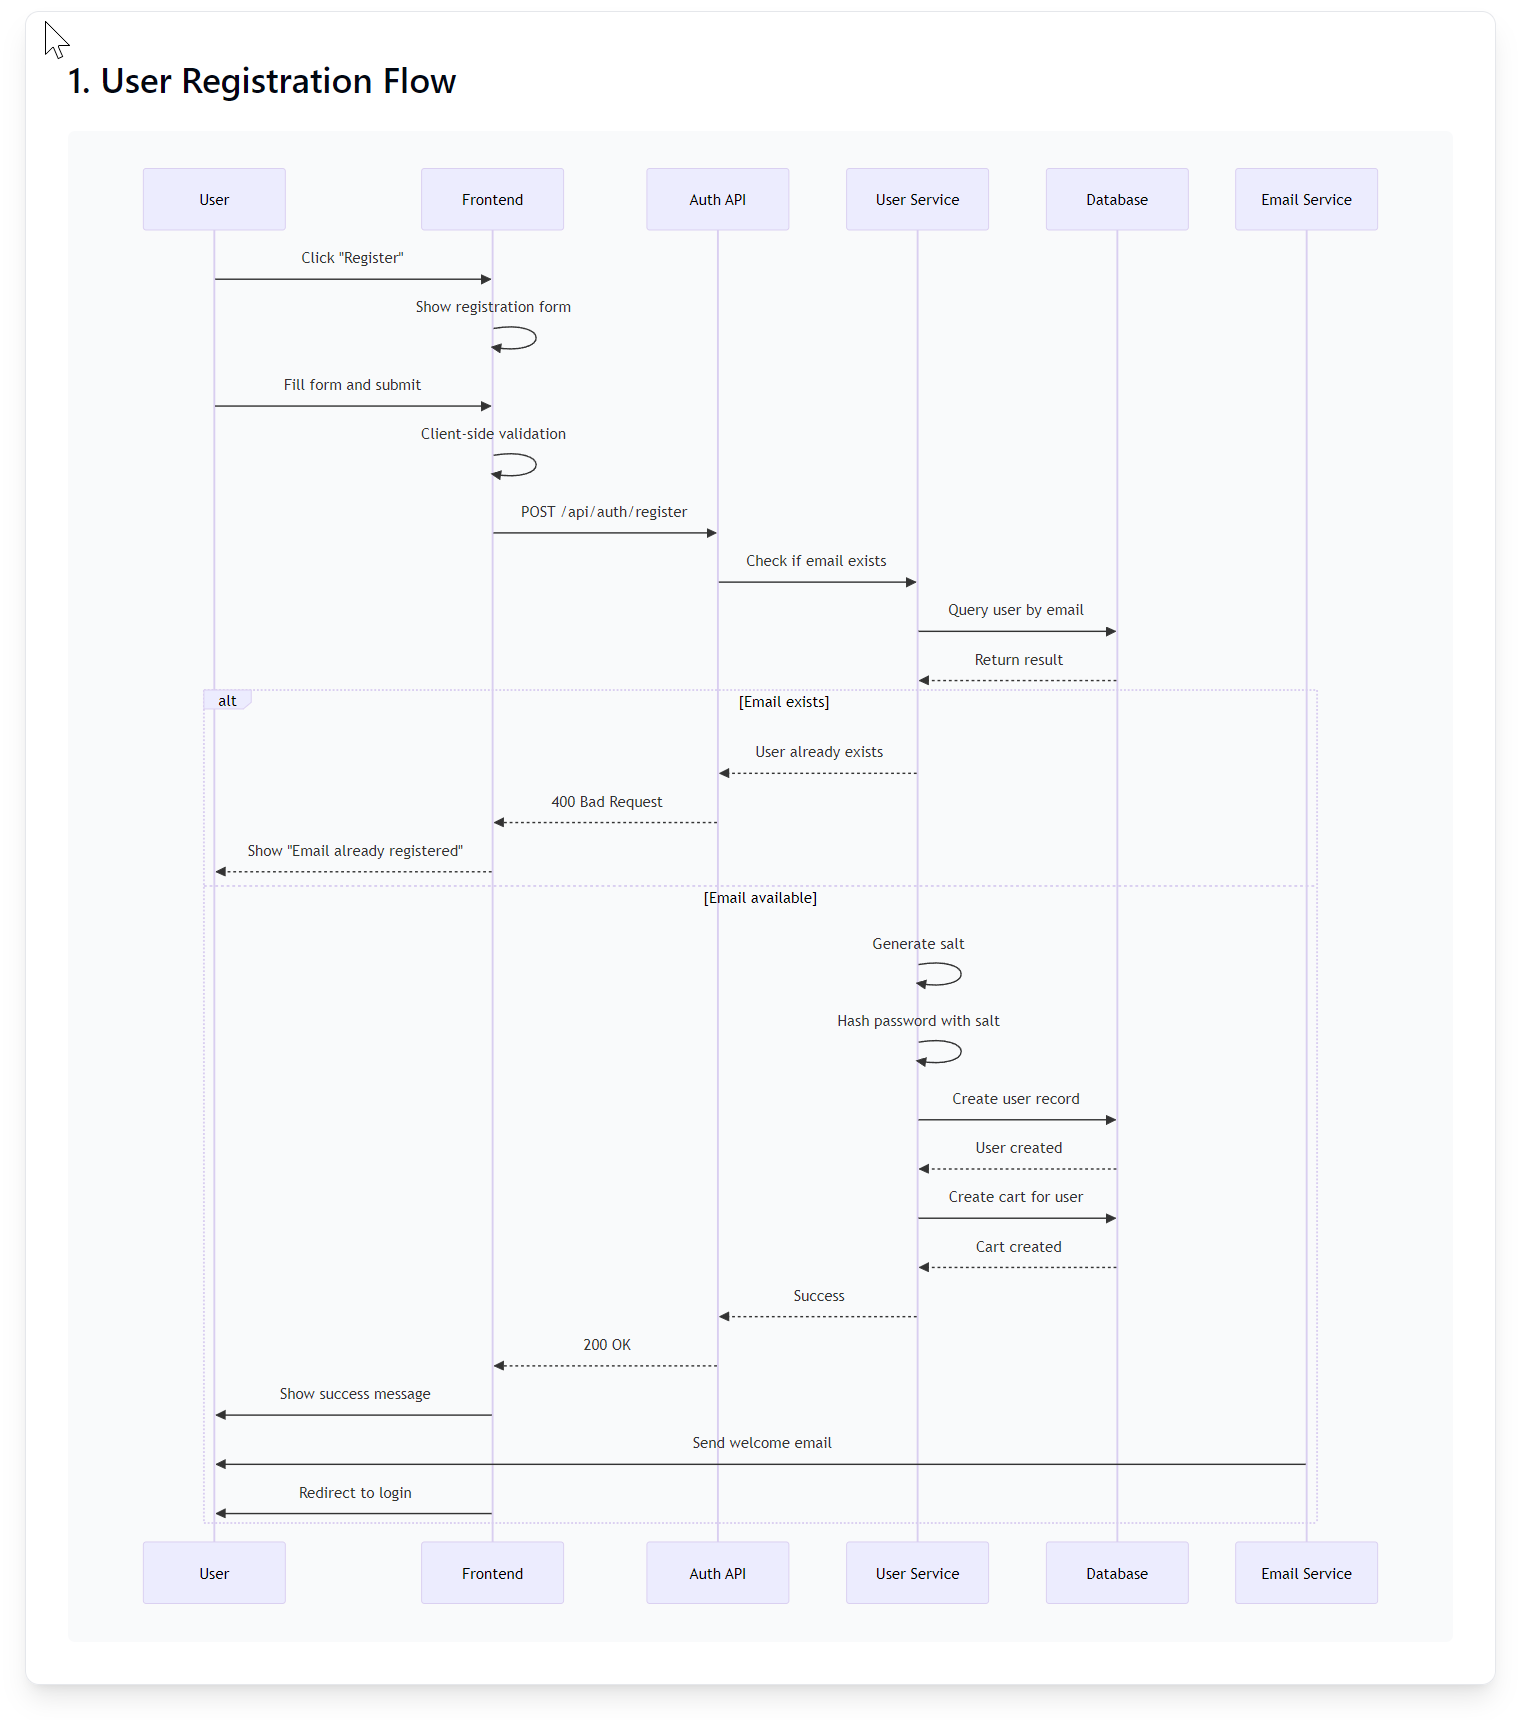 1. User Registration Flow
User
Frontend
Auth API
User Service
Database
Email Service
Click "Register"
Show registration form
Fill form and submit
Client-side validation
POST /api/auth/register
Check if email exists
Query user by email
Return result
alt
[Email exists]
User already exists
400 Bad Request
Show "Email already registered"
[Email available]
Generate salt
Hash password with salt
Create user record
User created
Create cart for user
Cart created
Success
200 OK
Show success message
Send welcome email
Redirect to login
User
Frontend
Auth API
User Service
Database
Email Service